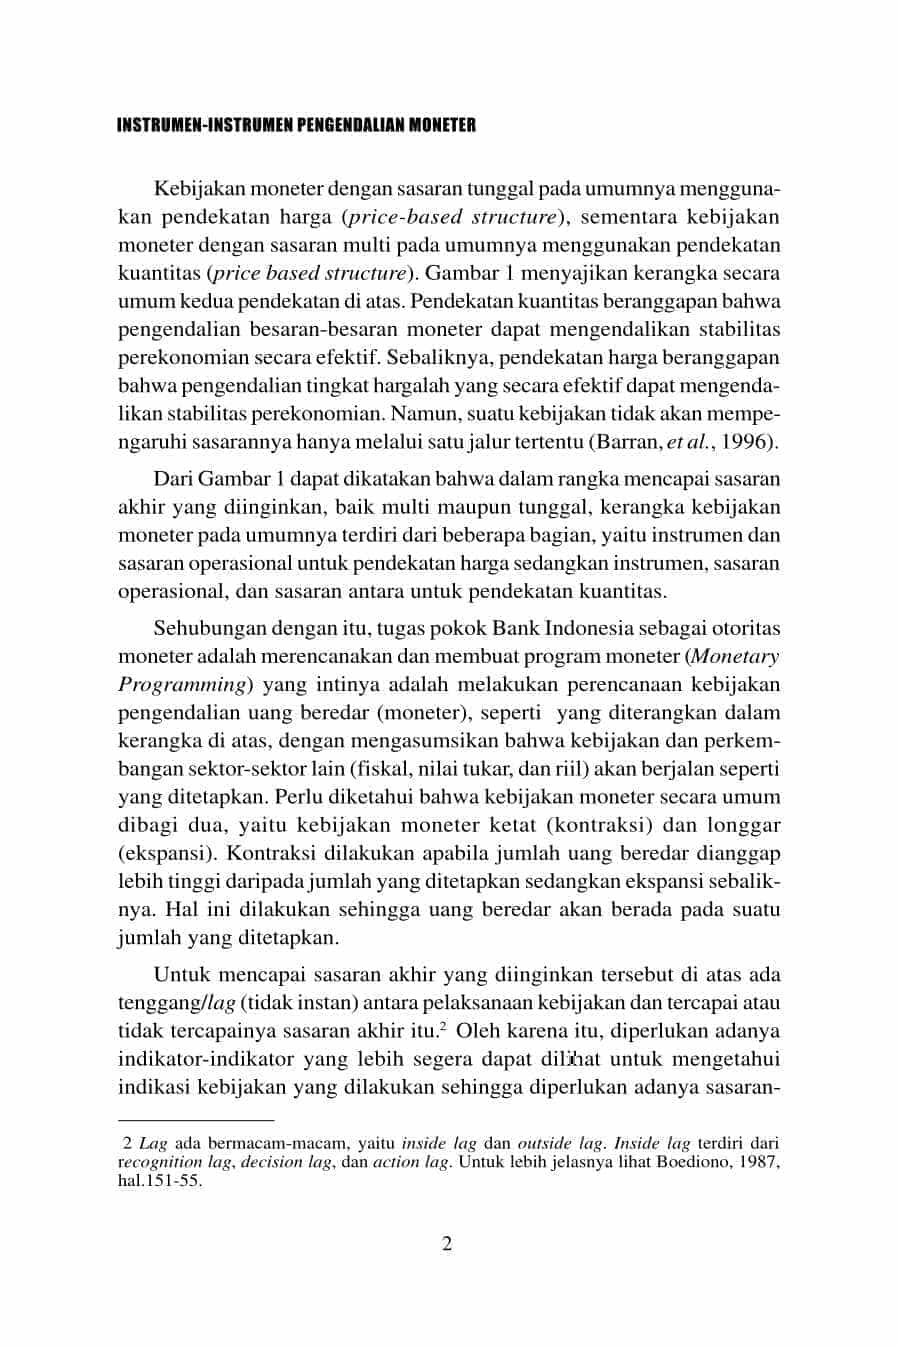 INSTRUMEN-INSTRUMEN PENGENDALIAN MONETER
Kebijakan moneter dengan sasaran tunggal pada umumnya mengguna-
kan pendekatan harga (price-based structure), sementara kebijakan
moneter dengan sasaran multi pada umumnya menggunakan pendekatan
kuantitas (price based structure). Gambar 1 menyajikan kerangka secara
umum kedua pendekatan di atas. Pendekatan kuantitas beranggapan bahwa
pengendalian besaran-besaran moneter dapat mengendalikan stabilitas
perekonomian secara efektif. Sebaliknya, pendekatan harga beranggapan
bahwa pengendalian tingkat hargalah yang secara efektif dapat mengenda-
likan stabilitas perekonomian. Namun, suatu kebijakan tidak akan mempe-
ngaruhi sasarannya hanya melalui satu jalur tertentu (Barran, et al., 1996).
Dari Gambar 1 dapat dikatakan bahwa dalam rangka mencapai sasaran
akhir yang diinginkan, baik multi maupun tunggal, kerangka kebijakan
moneter pada umumnya terdiri dari beberapa bagian, yaitu instrumen dan
sasaran operasional untuk pendekatan harga sedangkan instrumen, sasaran
operasional, dan sasaran antara untuk pendekatan kuantitas.
Sehubungan dengan itu, tugas pokok Bank Indonesia sebagai otoritas
moneter adalah merencanakan dan membuat program moneter (Monetary
Programming) yang intinya adalah melakukan perencanaan kebijakan
pengendalian uang beredar (moneter), seperti yang diterangkan dalam
kerangka di atas, dengan mengasumsikan bahwa kebijakan dan perkem-
bangan sektor-sektor lain (fiskal, nilai tukar, dan riil) akan berjalan seperti
yang ditetapkan. Perlu diketahui bahwa kebijakan moneter secara umum
dibagi dua, yaitu kebijakan moneter ketat (kontraksi) dan longgar
(ekspansi). Kontraksi dilakukan apabila jumlah uang beredar dianggap
lebih tinggi daripada jumlah yang ditetapkan sedangkan ekspansi sebalik-
nya. Hal ini dilakukan sehingga uang beredar akan berada pada suatu
jumlah yang ditetapkan.
Untuk mencapai sasaran akhir yang diinginkan tersebut di atas ada
tenggang/lag (tidak instan) antara pelaksanaan kebijakan dan tercapai atau
tidak tercapainya sasaran akhir itu.2 Oleh karena itu, diperlukan adanya
indikator-indikator yang lebih segera dapat dilihat untuk mengetahui
indikasi kebijakan yang dilakukan sehingga diperlukan adanya sasaran-
2 Lag ada bermacam-macam, yaitu inside lag dan outside lag. Inside lag terdiri dari
recognition lag, decision lag, dan action lag. Untuk lebih jelasnya lihat Boediono, 1987,
hal.151-55.
2